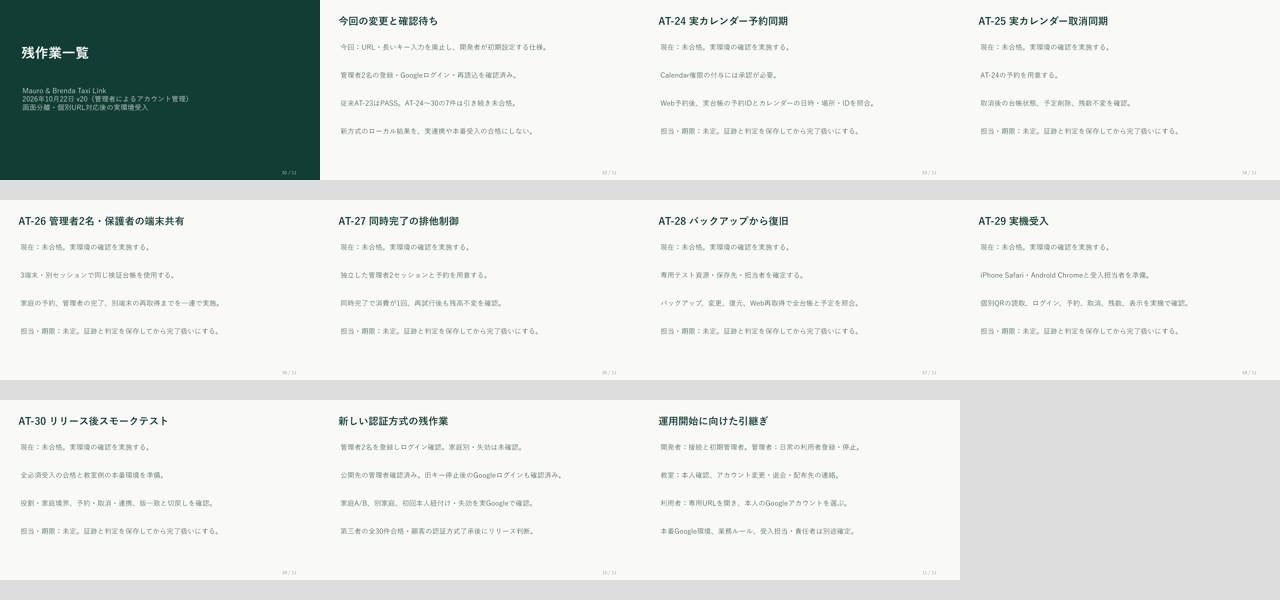 残作業一覧
Mauro & Brenda Taxi Link
2026年10月22日 v20（管理者によるアカウント管理）
画面分離・個別URL対応後の実環境受入
01 / 11
今回の変更と確認待ち
今回：URL・長いキー入力を廃止し、開発者が初期設定する仕様。
管理者2名の登録・Googleログイン・再読込を確認済み。
従来AT-23はPASS。AT-24〜30の7件は引き続き未合格。
新方式のローカル結果を、実連携や本番受入の合格にしない。
02 / 11
AT-24 実カレンダー予約同期
現在：未合格。実環境の確認を実施する。
Calendar権限の付与には承認が必要。
Web予約後、実台帳の予約IDとカレンダーの日時・場所・IDを照合。
担当・期限：未定。証跡と判定を保存してから完了扱いにする。
03 / 11
AT-25 実カレンダー取消同期
現在：未合格。実環境の確認を実施する。
AT-24の予約を用意する。
取消後の台帳状態、予定削除、残数不変を確認。
担当・期限：未定。証跡と判定を保存してから完了扱いにする。
04 / 11
AT-26 管理者2名・保護者の端末共有
現在：未合格。実環境の確認を実施する。
3端末・別セッションで同じ検証台帳を使用する。
家庭の予約、管理者の完了、別端末の再取得までを一連で実施。
担当・期限：未定。証跡と判定を保存してから完了扱いにする。
05 / 11
AT-27 同時完了の排他制御
現在：未合格。実環境の確認を実施する。
独立した管理者2セッションと予約を用意する。
同時完了で消費が1回、再試行後も残高不変を確認。
担当・期限：未定。証跡と判定を保存してから完了扱いにする。
06 / 11
AT-28 バックアップから復旧
現在：未合格。実環境の確認を実施する。
専用テスト資源・保存先・担当者を確定する。
バックアップ、変更、復元、Web再取得で全台帳と予定を照合。
担当・期限：未定。証跡と判定を保存してから完了扱いにする。
07 / 11
AT-29 実機受入
現在：未合格。実環境の確認を実施する。
iPhone Safari・Android Chromeと受入担当者を準備。
個別QRの読取、ログイン、予約、取消、残数、表示を実機で確認。
担当・期限：未定。証跡と判定を保存してから完了扱いにする。
08 / 11
AT-30 リリース後スモークテスト
現在：未合格。実環境の確認を実施する。
全必須受入の合格と教室側の本番環境を準備。
役割・家庭境界、予約・取消・連携、版一致と切戻しを確認。
担当・期限：未定。証跡と判定を保存してから完了扱いにする。
09 / 11
新しい認証方式の残作業
管理者2名を登録しログイン確認。家庭別・失効は未確認。
公開先の管理者確認済み。旧キー停止後のGoogleログインも確認済み。
家庭A/B、別家庭、初回本人紐付け・失効を実Googleで確認。
第三者の全30件合格・顧客の認証方式了承後にリリース判断。
10 / 11
運用開始に向けた引継ぎ
開発者：接続と初期管理者。管理者：日常の利用者登録・停止。
教室：本人確認、アカウント変更・退会・配布先の連絡。
利用者：専用URLを開き、本人のGoogleアカウントを選ぶ。
本番Google環境、業務ルール、受入担当・責任者は別途確定。
11 / 11